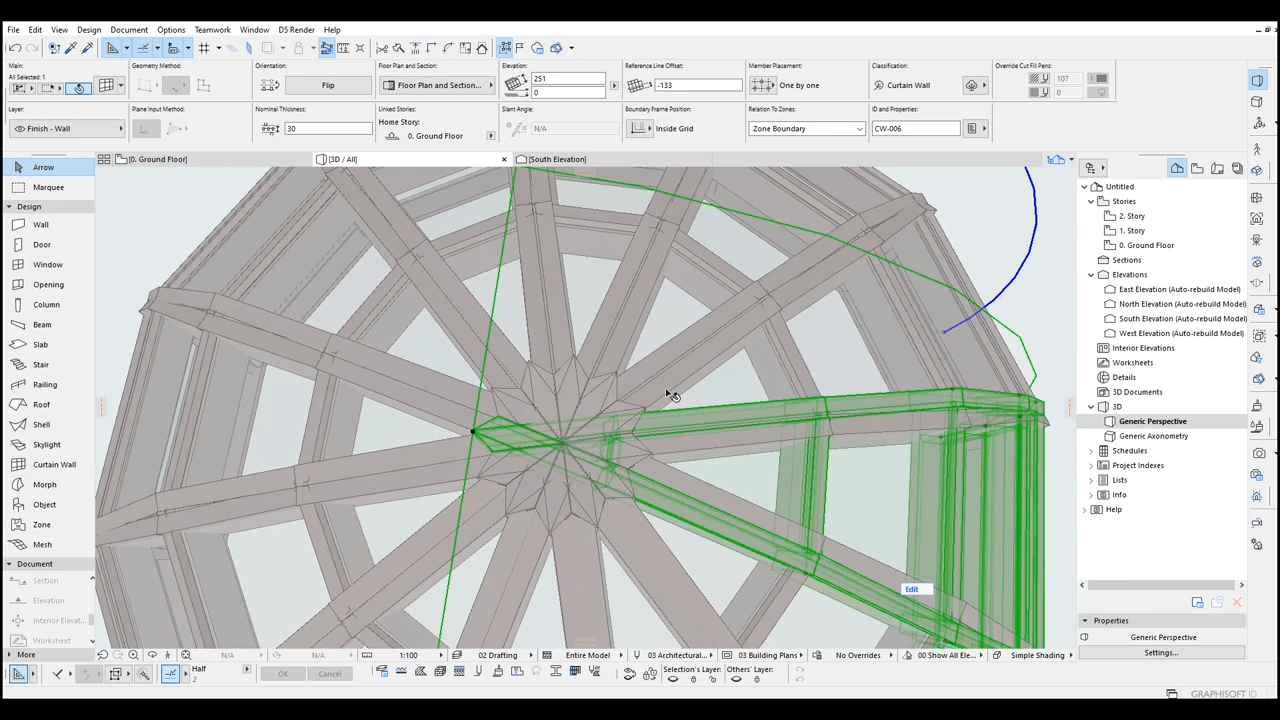 File Edit View Design Document Options Teamwork Window D5 Render Help
Main: Geometry Method: Orientation: Floor Plan and Section: Elevation: Reference Line Offset: Member Placement: Classification: Override Cut Fill Pens:
All Selected: 1
Flip Floor Plan and Section... 251 0 -133 One by one Curtain Wall 107 0
Layer: Plane Input Method: Nominal Thickness: Linked Stories: Slant Angle: Boundary Frame Position: Relation To Zones: ID and Properties:
Home Story:
Finish - Wall 30 0. Ground Floor N/A Inside Grid Zone Boundary CW-006
[0. Ground Floor] [3D / All] [South Elevation]
Arrow
Marquee
Design
Wall
Door
Window
Opening
Column
Beam
Slab
Stair
Railing
Roof
Shell
Skylight
Curtain Wall
Morph
Object
Zone
Mesh
Document
Section
Elevation
Interior Elevation
Worksheet
More
Edit
Untitled
Stories
2. Story
1. Story
0. Ground Floor
Sections
Elevations
East Elevation (Auto-rebuild Model)
North Elevation (Auto-rebuild Model)
South Elevation (Auto-rebuild Model)
West Elevation (Auto-rebuild Model)
Interior Elevations
Worksheets
Details
3D Documents
3D
Generic Perspective
Generic Axonometry
Schedules
Project Indexes
Lists
Info
Help
Properties
Generic Perspective
Settings...
N/A N/A 1:100 02 Drafting Entire Model 03 Architectural... 03 Building Plans No Overrides 00 Show All Ele... Simple Shading
Half
2
OK Cancel Selection's Layer: Others' Layer:
GRAPHISOFT ID